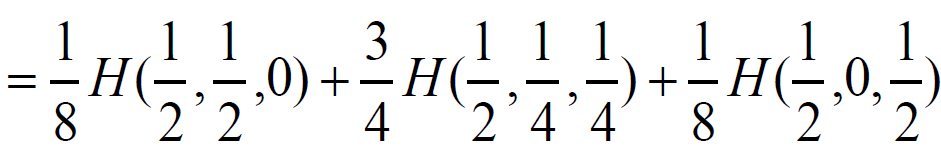 = 1/8 H(1/2, 1/2, 0) + 3/4 H(1/2, 1/4, 1/4) + 1/8 H(1/2, 0, 1/2)